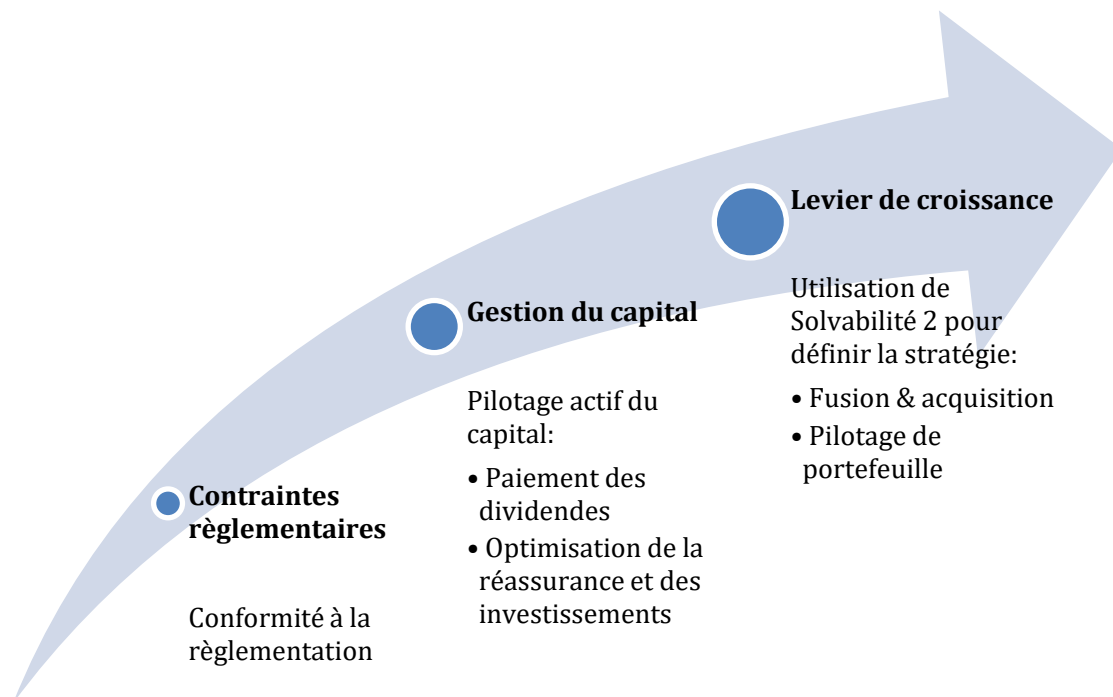 Contraintes
règlementaires
Conformité à la
règlementation
Gestion du capital
Pilotage actif du
capital:
• Paiement des
dividendes
• Optimisation de la
réassurance et des
investissements
Levier de croissance
Utilisation de
Solvabilité 2 pour
définir la stratégie:
• Fusion & acquisition
• Pilotage de
portefeuille